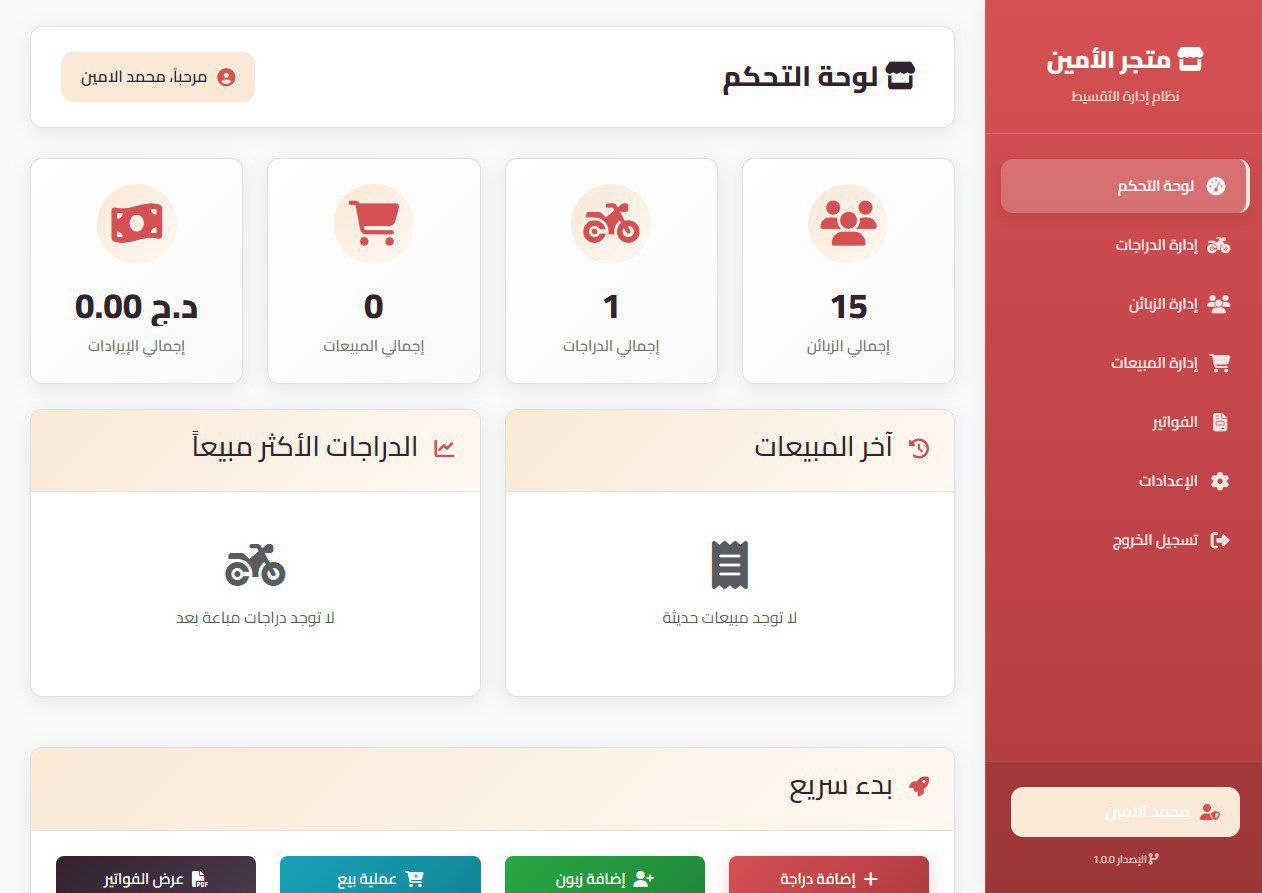 متجر الأمين
نظام إدارة التقسيط
لوحة التحكم
إدارة الدراجات
إدارة الزبائن
إدارة المبيعات
الفواتير
الإعدادات
تسجيل الخروج
محمد الامين
الإصدار 1.0.0
لوحة التحكم
مرحباً، محمد الامين
15
إجمالي الزبائن
1
إجمالي الدراجات
0
إجمالي المبيعات
0.00 د.ج
إجمالي الإيرادات
آخر المبيعات
لا توجد مبيعات حديثة
الدراجات الأكثر مبيعاً
لا توجد دراجات مباعة بعد
بدء سريع
إضافة دراجة
إضافة زبون
عملية بيع
عرض الفواتير